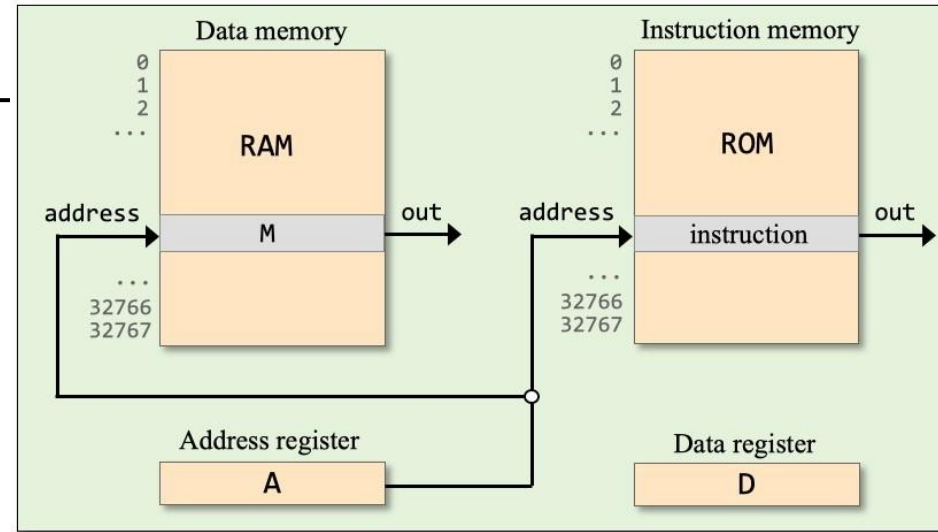 Data memory
0
1
2
...
RAM
address
M
out
...
32766
32767
Instruction memory
0
1
2
...
ROM
address
instruction
out
...
32766
32767
Address register
A
Data register
D